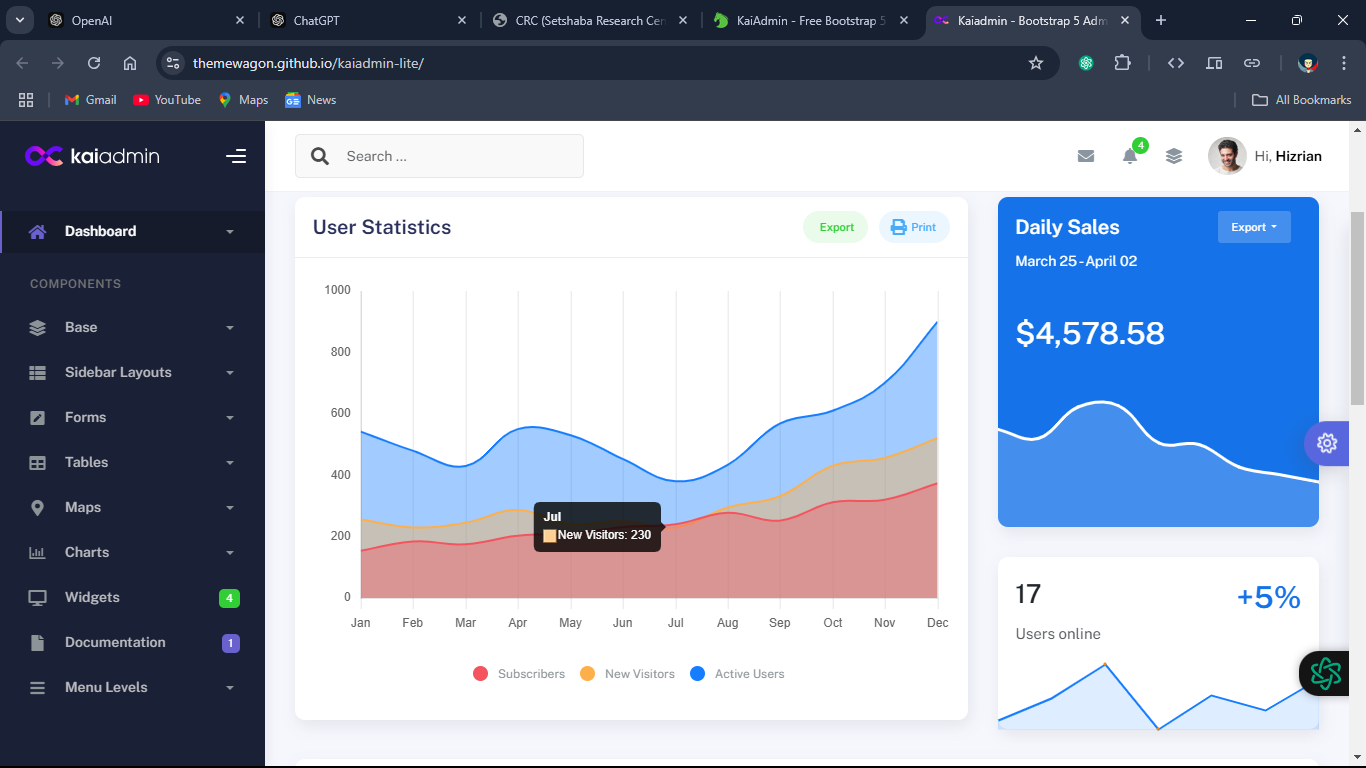 OpenAI
ChatGPT
CRC (Setshaba Research Cen
KaiAdmin - Free Bootstrap 5
Kaiadmin - Bootstrap 5 Adm
themewagon.github.io/kaiadmin-lite/
Gmail
YouTube
Maps
News
All Bookmarks
kaiadmin
Search ...
4
Hi, Hizrian
Dashboard
COMPONENTS
Base
Sidebar Layouts
Forms
Tables
Maps
Charts
Widgets
4
Documentation
1
Menu Levels
User Statistics
Export
Print
1000
800
600
400
200
0
Jul
New Visitors: 230
Jan Feb Mar Apr May Jun Jul Aug Sep Oct Nov Dec
Subscribers New Visitors Active Users
Daily Sales
Export
March 25 - April 02
$4,578.58
17
+5%
Users online